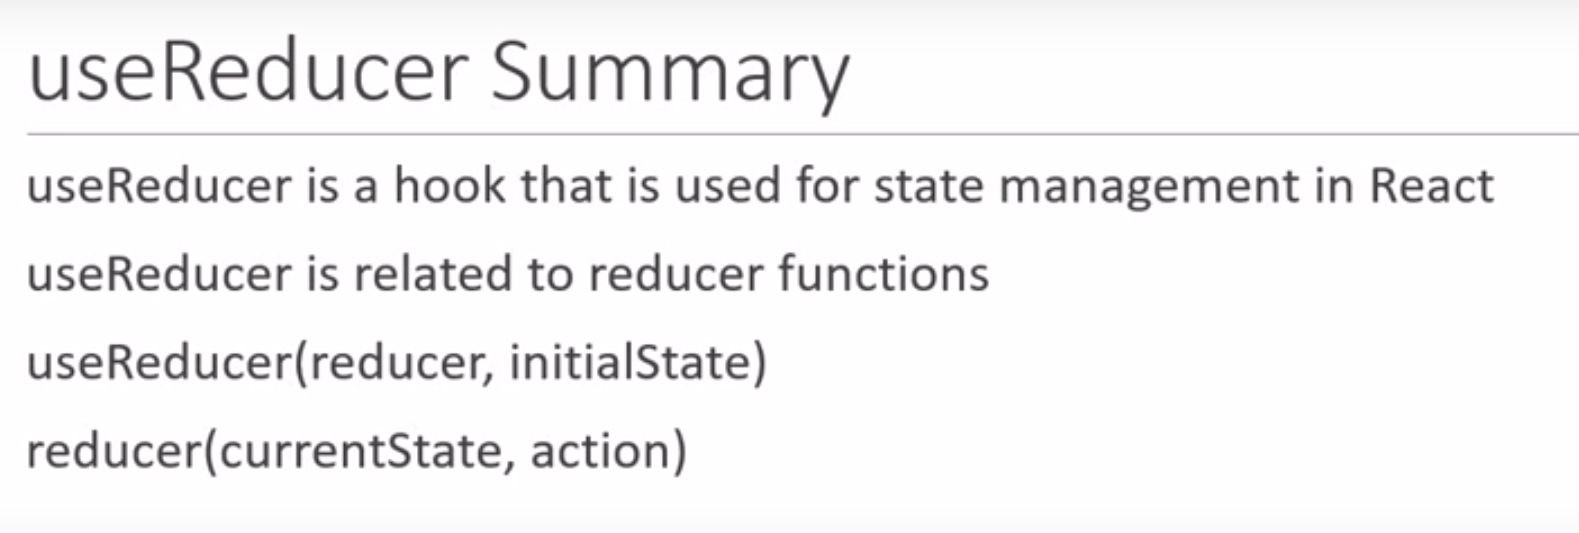 useReducer Summary
useReducer is a hook that is used for state management in React
useReducer is related to reducer functions
useReducer(reducer, initialState)
reducer(currentState, action)